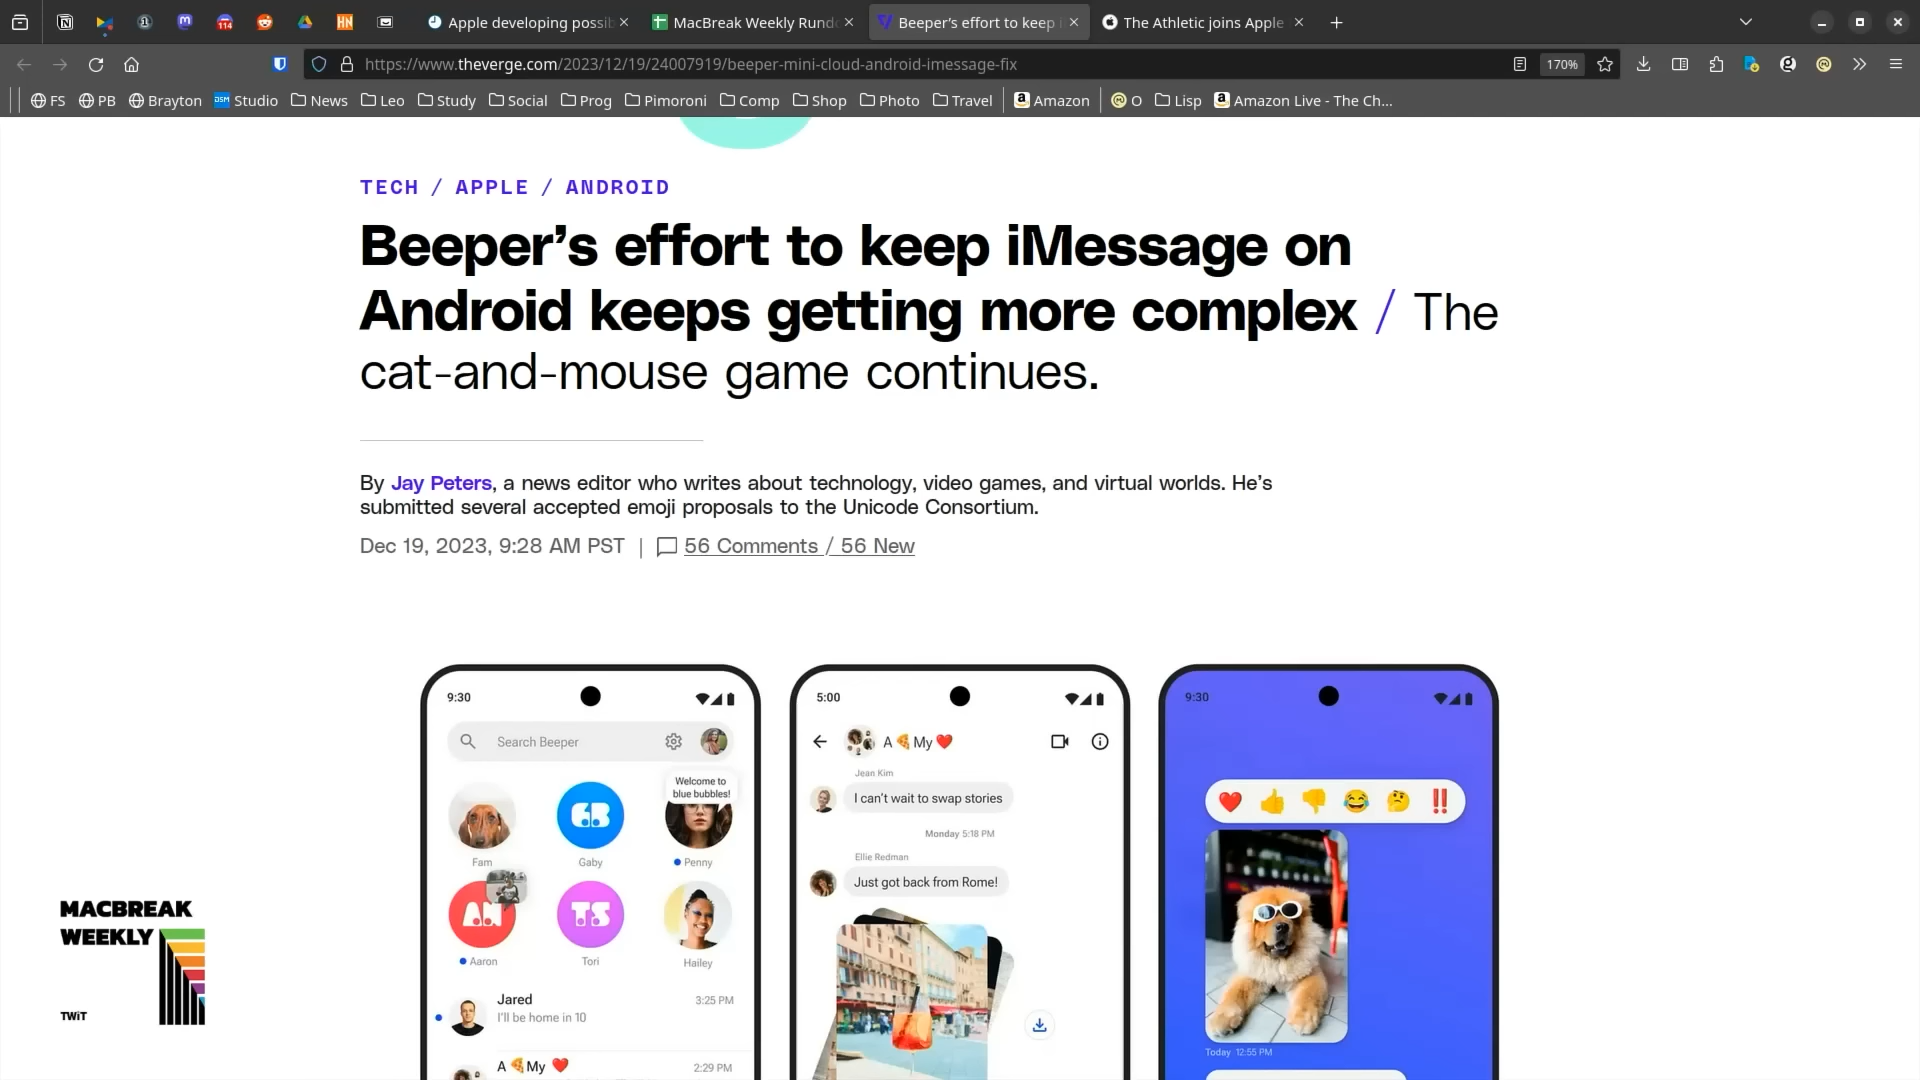 114
HN
Apple developing possib
MacBreak Weekly Rund
Beeper's effort to keep i
The Athletic joins Apple
https://www.theverge.com/2023/12/19/24007919/beeper-mini-cloud-android-imessage-fix
170%
FS
PB
Brayton
DSM Studio
News
Leo
Study
Social
Prog
Pimoroni
Comp
Shop
Photo
Travel
Amazon
O
Lisp
Amazon Live - The Ch...
TECH / APPLE / ANDROID
Beeper’s effort to keep iMessage on
Android keeps getting more complex / The
cat-and-mouse game continues.
By Jay Peters, a news editor who writes about technology, video games, and virtual worlds. He’s
submitted several accepted emoji proposals to the Unicode Consortium.
Dec 19, 2023, 9:28 AM PST | 56 Comments / 56 New
9:30
Search Beeper
Welcome to
blue bubbles!
Fam
Gaby
Penny
AN
TS
Aaron
Tori
Hailey
Jared
3:25 PM
I'll be home in 10
A 🍕 My ❤️
2:29 PM
5:00
A 🍕 My ❤️
Jean Kim
I can't wait to swap stories
Monday 5:18 PM
Ellie Redman
Just got back from Rome!
9:30
Today 12:55 PM
MACBREAK
WEEKLY
TWiT